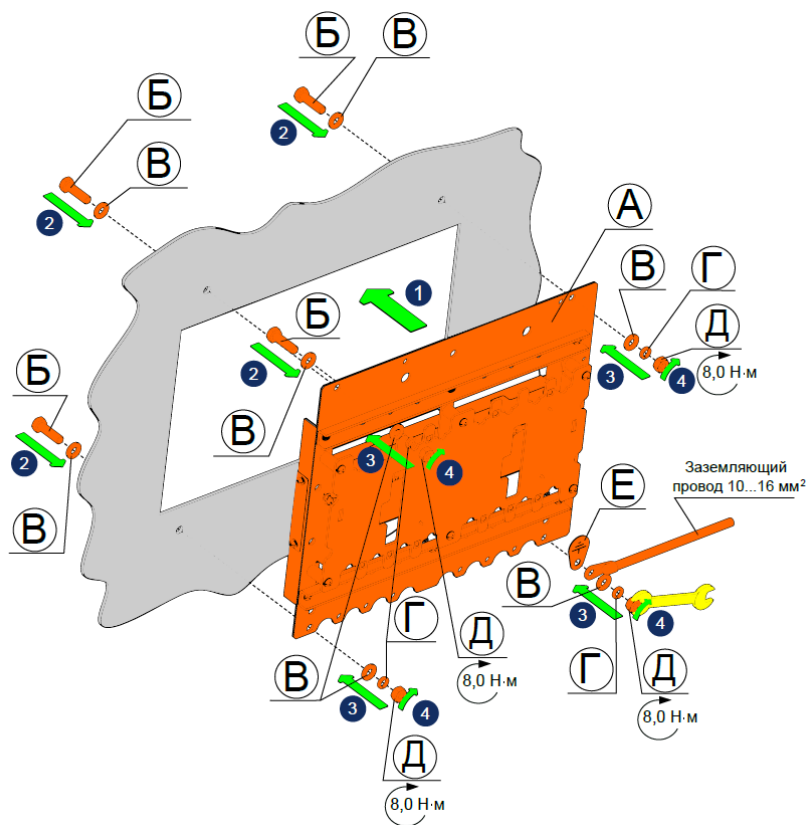 Б
В
Б
2
В
А
2
В
Г
1
Д
Б
3
4
8,0 Н·м
2
Б
В
3
4
2
Заземляющий
провод 10...16 мм²
Е
В
В
Г
3
4
Д
Г
Д
В
8,0 Н·м
8,0 Н·м
3
4
Д
8,0 Н·м